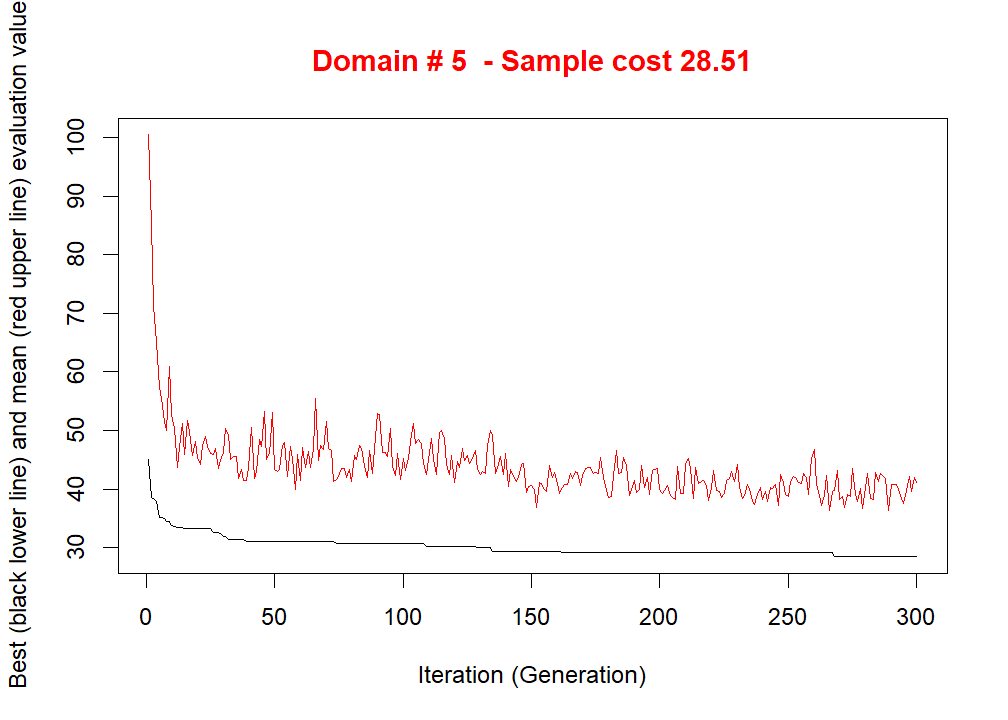 Domain # 5  - Sample cost 28.51
Best (black lower line) and mean (red upper line) evaluation value
100
90
80
70
60
50
40
30
0 50 100 150 200 250 300
Iteration (Generation)